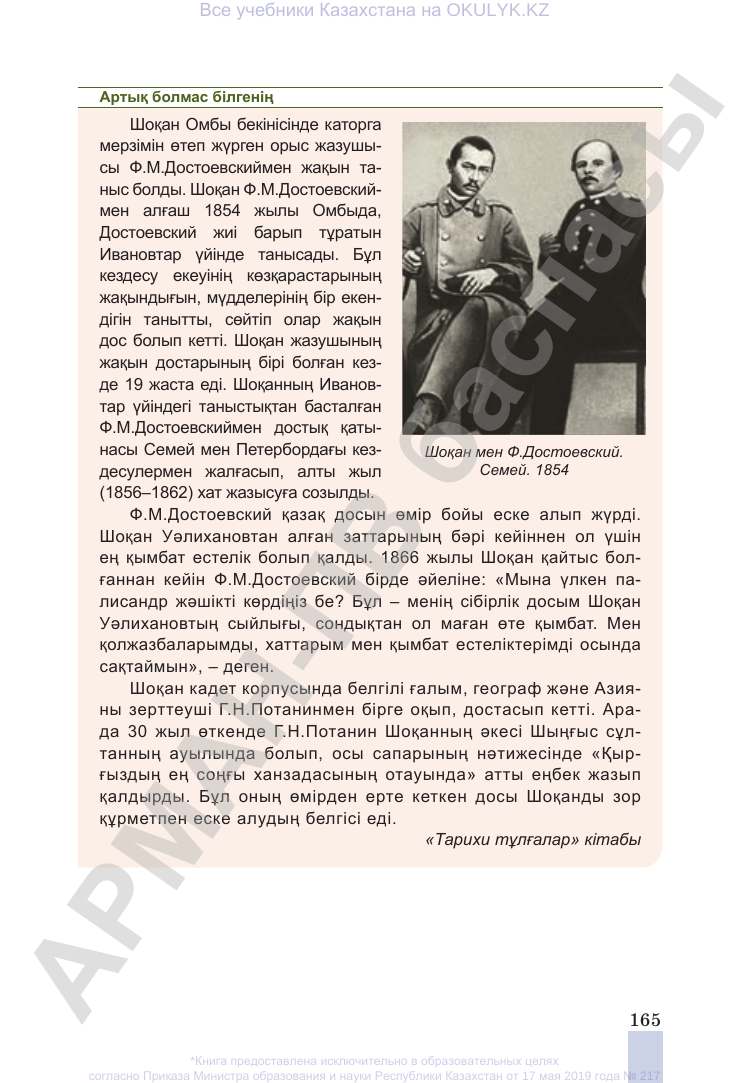 Все учебники Казахстана на OKULYK.KZ
Артық болмас білгенің
Шоқан Омбы бекінісінде каторга
мерзімін өтеп жүрген орыс жазушы-
сы Ф.М.Достоевскиймен жақын та-
ныс болды. Шоқан Ф.М.Достоевский-
мен алғаш 1854 жылы Омбыда,
Достоевский жиі барып тұратын
Ивановтар үйінде танысады. Бұл
кездесу екеуінің көзқарастарының
жақындығын, мүдделерінің бір екен-
дігін танытты, сөйтіп олар жақын
дос болып кетті. Шоқан жазушының
жақын достарының бірі болған кез-
де 19 жаста еді. Шоқанның Иванов-
тар үйіндегі таныстықтан басталған
Ф.М.Достоевскиймен достық қаты-
насы Семей мен Петербордағы кез-
десулермен жалғасып, алты жыл
(1856–1862) хат жазысуға созылды.
Шоқан мен Ф.Достоевский.
Семей. 1854
Ф.М.Достоевский қазақ досын өмір бойы еске алып жүрді.
Шоқан Уәлихановтан алған заттарының бәрі кейіннен ол үшін
ең қымбат естелік болып қалды. 1866 жылы Шоқан қайтыс бол-
ғаннан кейін Ф.М.Достоевский бірде әйеліне: «Мына үлкен па-
лисандр жәшікті көрдіңіз бе? Бұл – менің сібірлік досым Шоқан
Уәлихановтың сыйлығы, сондықтан ол маған өте қымбат. Мен
қолжазбаларымды, хаттарым мен қымбат естеліктерімді осында
сақтаймын», – деген.
Шоқан кадет корпусында белгілі ғалым, географ және Азия-
ны зерттеуші Г.Н.Потанинмен бірге оқып, достасып кетті. Ара-
да 30 жыл өткенде Г.Н.Потанин Шоқанның әкесі Шыңғыс сұл-
танның ауылында болып, осы сапарының нәтижесінде «Қыр-
ғыздың ең соңғы ханзадасының отауында» атты еңбек жазып
қалдырды. Бұл оның өмірден ерте кеткен досы Шоқанды зор
құрметпен еске алудың белгісі еді.
«Тарихи тұлғалар» кітабы
АРМАН-ПВ баспасы
165
*Книга предоставлена исключительно в образовательных целях
согласно Приказа Министра образования и науки Республики Казахстан от 17 мая 2019 года № 217